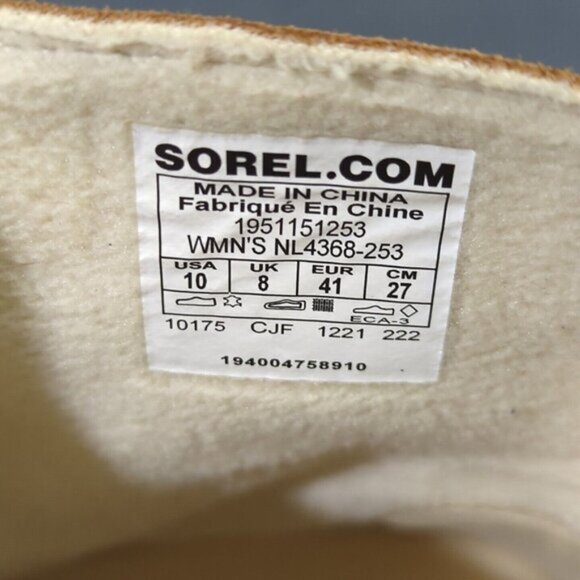 SOREL.COM
MADE IN CHINA
Fabriqué En Chine
1951151253
WMN'S NL4368-253
USA UK EUR CM
10 8 41 27
ECA-3
10175 CJF 1221 222
194004758910